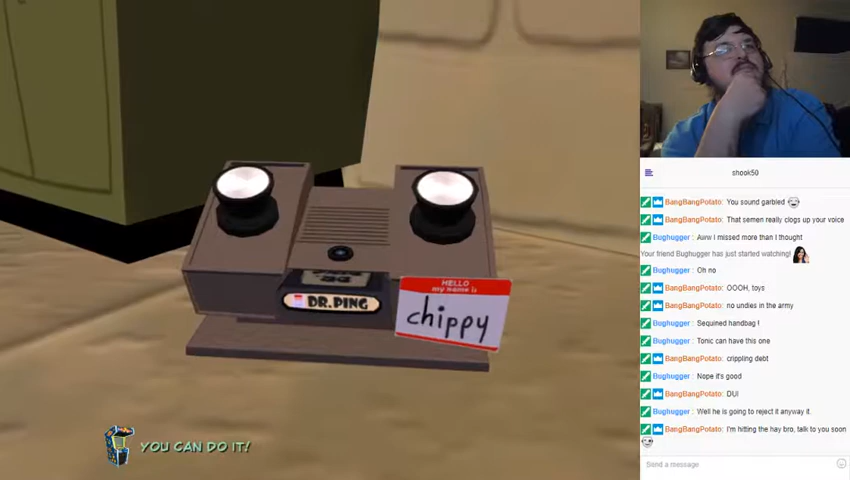 DR.PING
HELLO
my name is
chippy
YOU CAN DO IT!
shook50
BangBangPotato: You sound garbled
BangBangPotato: That semen really clogs up your voice
Bughugger : Aww I missed more than I thought
Your friend Bughugger has just started watching!
Bughugger : Oh no
BangBangPotato: OOOH, toys
BangBangPotato: no undies in the army
Bughugger : Sequined handbag !
Bughugger : Tonic can have this one
BangBangPotato: crippling debt
Bughugger : Nope it's good
BangBangPotato: DUI
Bughugger : Well he is going to reject it anyway it.
BangBangPotato: I'm hitting the hay bro, talk to you soon
Send a message